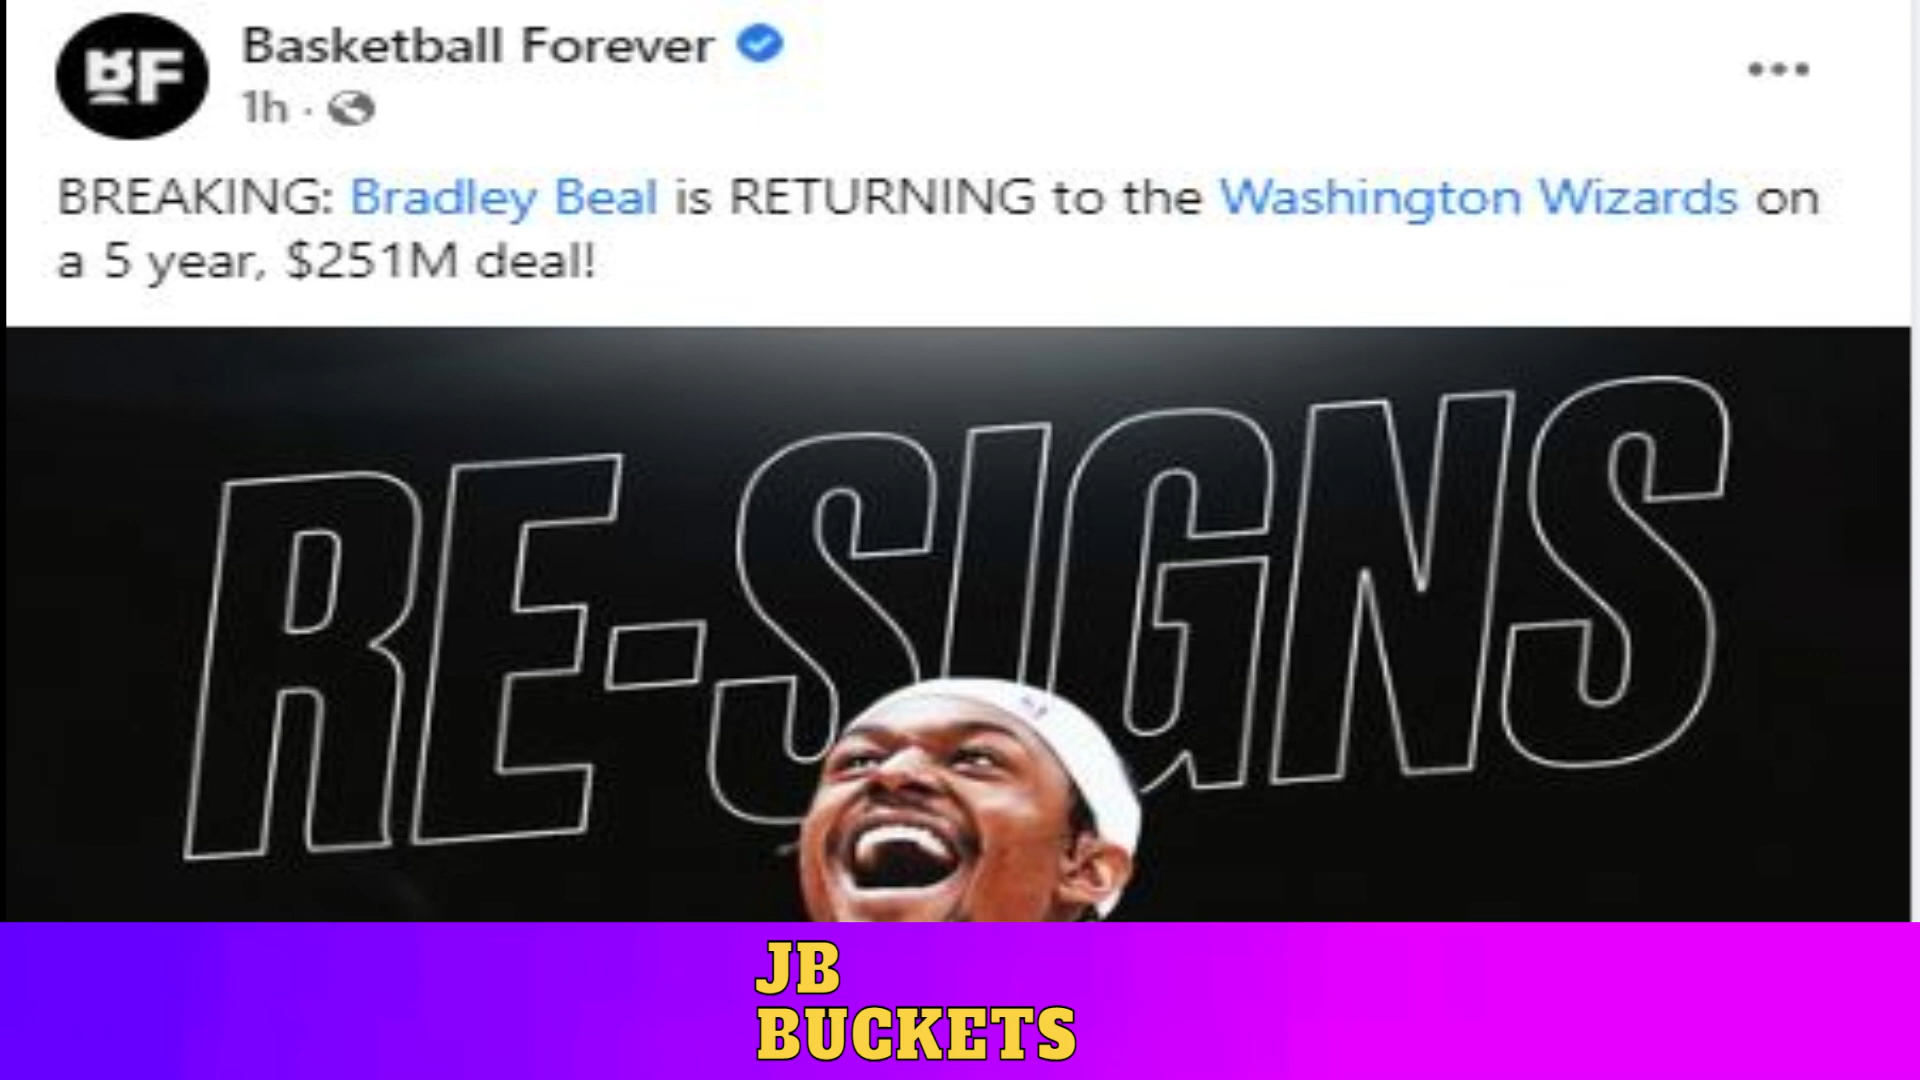 BF
Basketball Forever
1h ·
BREAKING: Bradley Beal is RETURNING to the Washington Wizards on
a 5 year, $251M deal!
RE-SIGNS
JB
BUCKETS